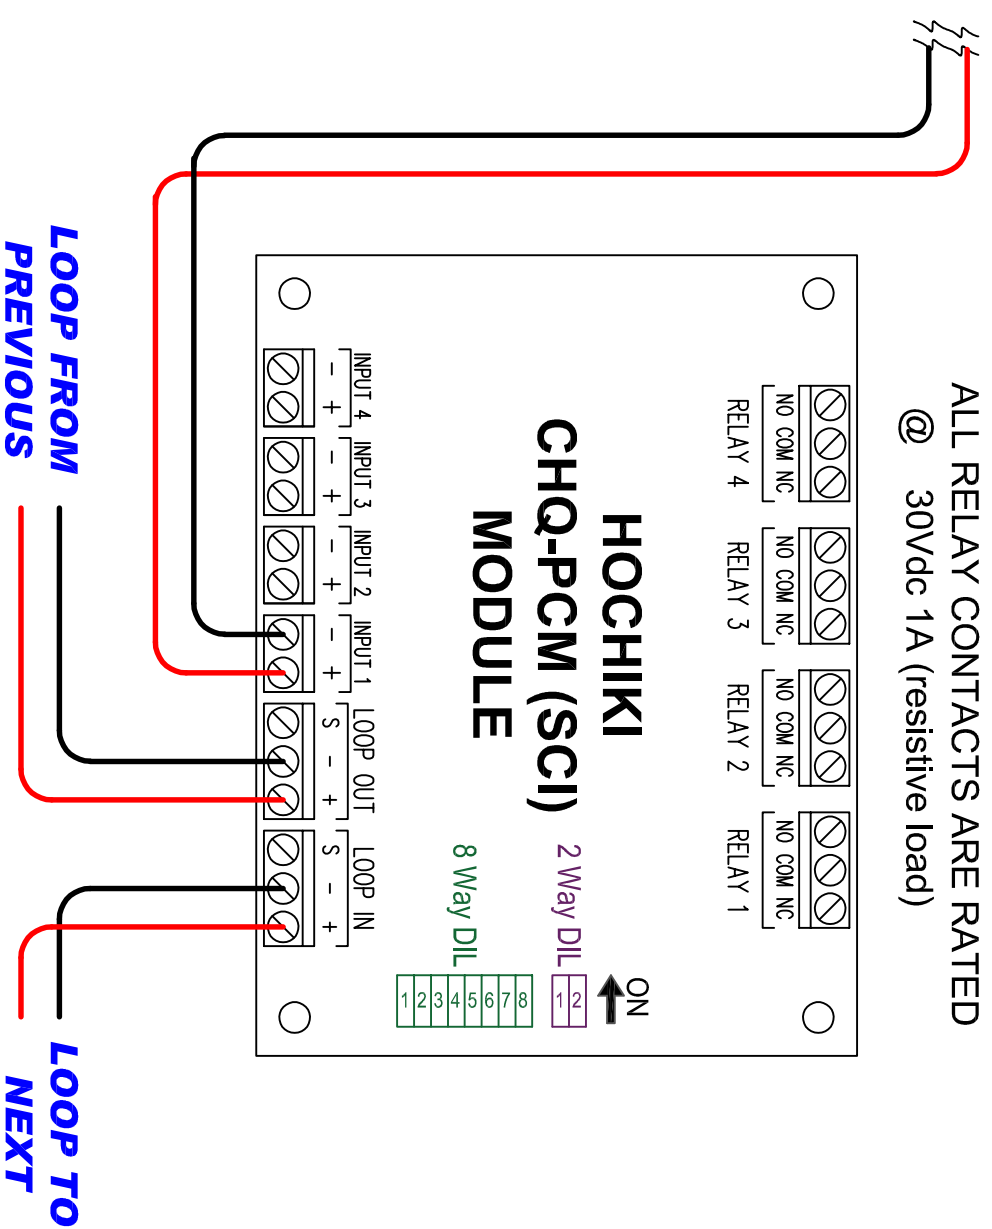 ALL RELAY CONTACTS ARE RATED
@ 30Vdc 1A (resistive load)
NO COM NC
RELAY 4
NO COM NC
RELAY 3
NO COM NC
RELAY 2
NO COM NC
RELAY 1
HOCHIKI
CHQ-PCM (SCI)
MODULE
ON
1 2
2 Way DIL
1 2 3 4 5 6 7 8
8 Way DIL
INPUT 4
- +
INPUT 3
- +
INPUT 2
- +
INPUT 1
- +
LOOP OUT
S - +
LOOP IN
S - +
LOOP FROM
PREVIOUS
LOOP TO
NEXT